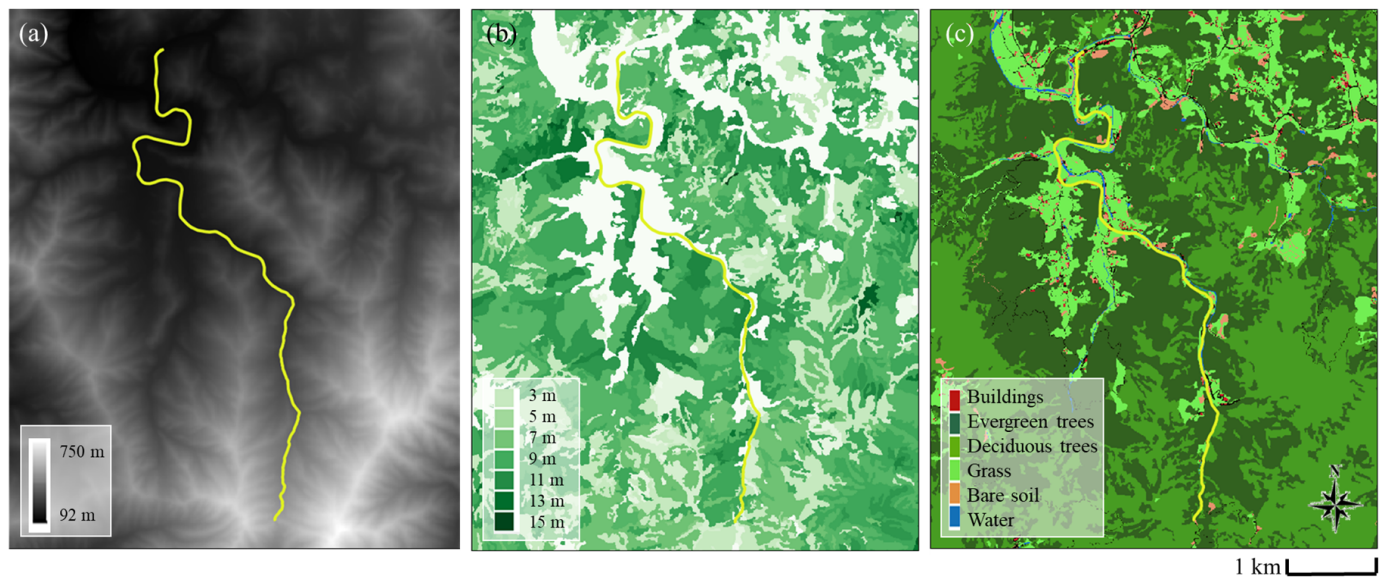 (a)
750 m
92 m
(b)
3 m
5 m
7 m
9 m
11 m
13 m
15 m
(c)
Buildings
Evergreen trees
Deciduous trees
Grass
Bare soil
Water
N
1 km